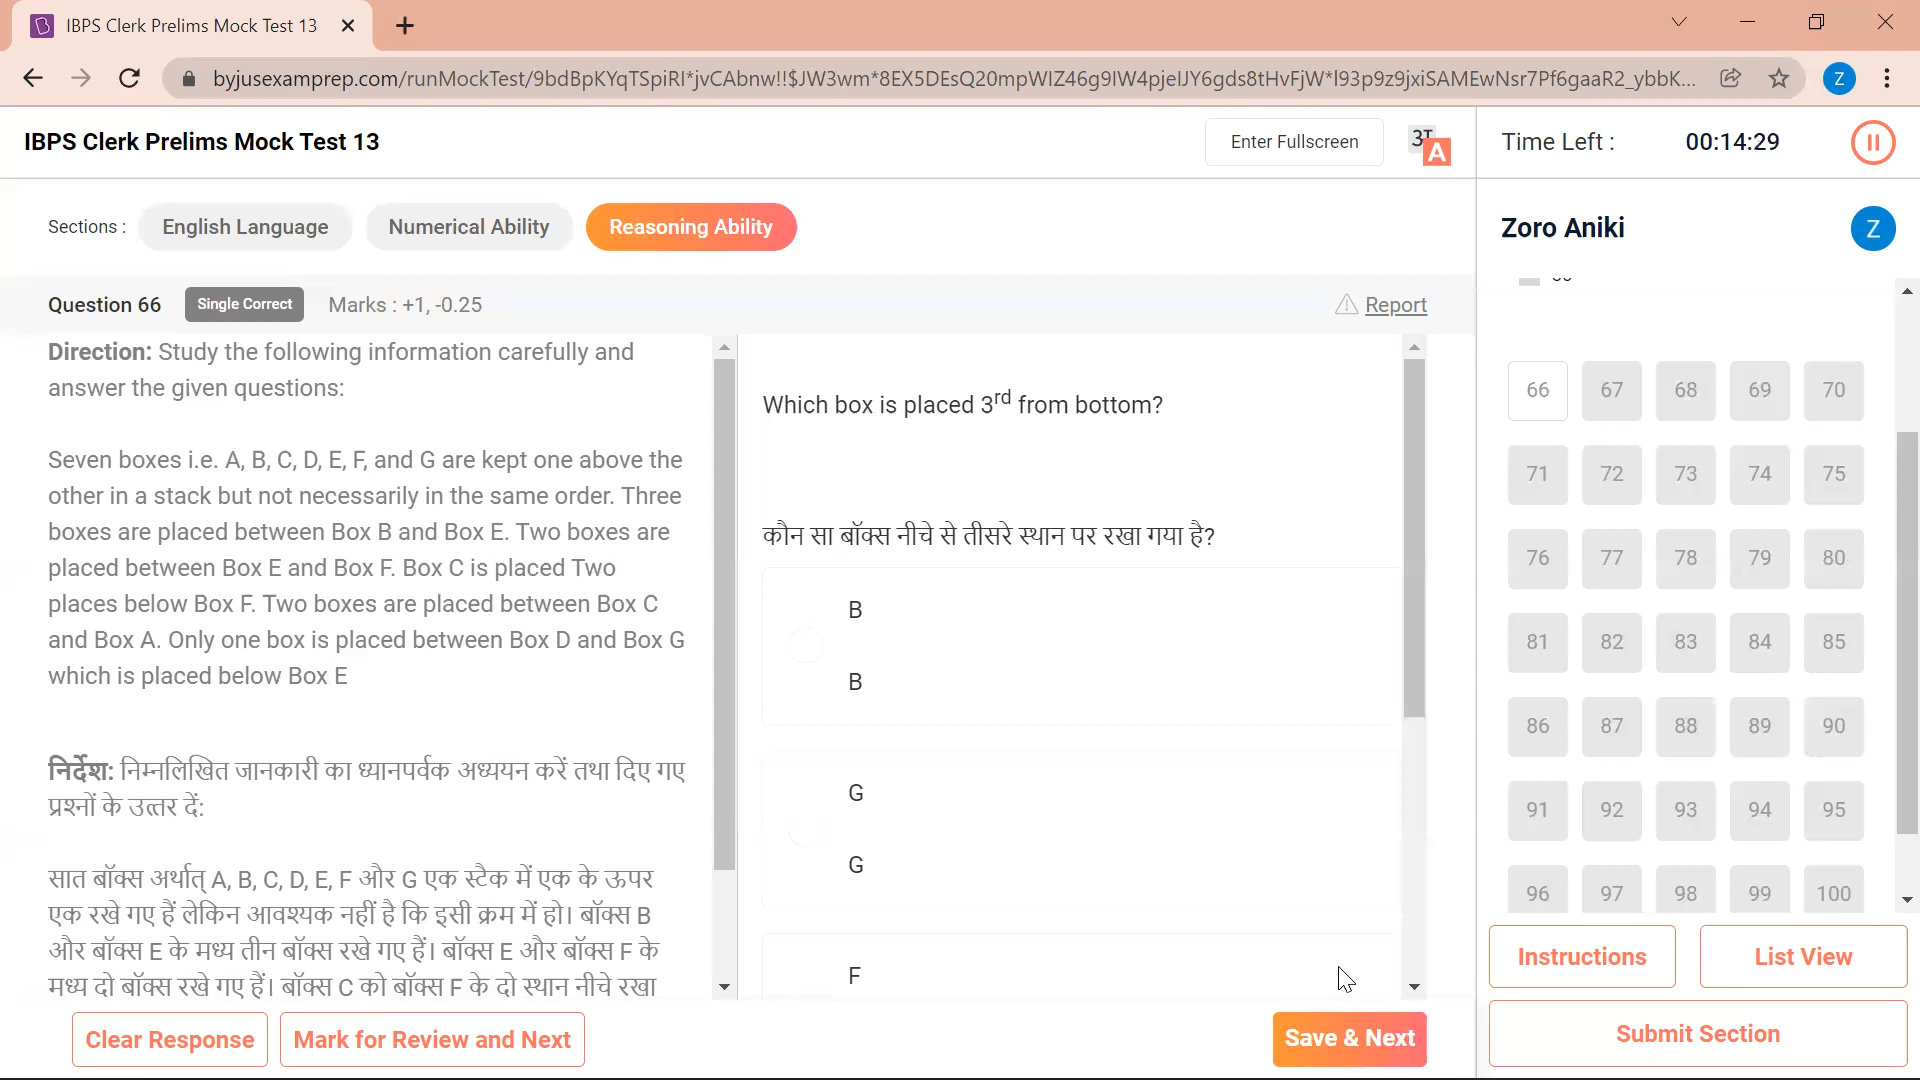 IBPS Clerk Prelims Mock Test 13
byjusexamprep.com/runMockTest/9bdBpKYqTSpiRI*jvCAbnw!!$JW3wm*8EX5DEsQ20mpWIZ46g9IW4pjeIJY6gds8tHvFjW*l93p9z9jxiSAMEwNsr7Pf6gaaR2_ybbK...
Z
IBPS Clerk Prelims Mock Test 13
Enter Fullscreen
A
Time Left :
00:14:29
Sections :
English Language
Numerical Ability
Reasoning Ability
Zoro Aniki
Z
Question 66
Single Correct
Marks : +1, -0.25
Report
Direction: Study the following information carefully and
answer the given questions:
Seven boxes i.e. A, B, C, D, E, F, and G are kept one above the
other in a stack but not necessarily in the same order. Three
boxes are placed between Box B and Box E. Two boxes are
placed between Box E and Box F. Box C is placed Two
places below Box F. Two boxes are placed between Box C
and Box A. Only one box is placed between Box D and Box G
which is placed below Box E
निर्देश: निम्नलिखित जानकारी का ध्यानपर्वक अध्ययन करें तथा दिए गए
प्रश्नों के उत्तर दें:
सात बॉक्स अर्थात् A, B, C, D, E, F और G एक स्टैक में एक के ऊपर
एक रखे गए हैं लेकिन आवश्यक नहीं है कि इसी क्रम में हो। बॉक्स B
और बॉक्स E के मध्य तीन बॉक्स रखे गए हैं। बॉक्स E और बॉक्स F के
मध्य दो बॉक्स रखे गए हैं। बॉक्स C को बॉक्स F के दो स्थान नीचे रखा
Which box is placed 3rd from bottom?
कौन सा बॉक्स नीचे से तीसरे स्थान पर रखा गया है?
B
B
G
G
F
66 67 68 69 70
71 72 73 74 75
76 77 78 79 80
81 82 83 84 85
86 87 88 89 90
91 92 93 94 95
96 97 98 99 100
Instructions
List View
Clear Response
Mark for Review and Next
Save & Next
Submit Section